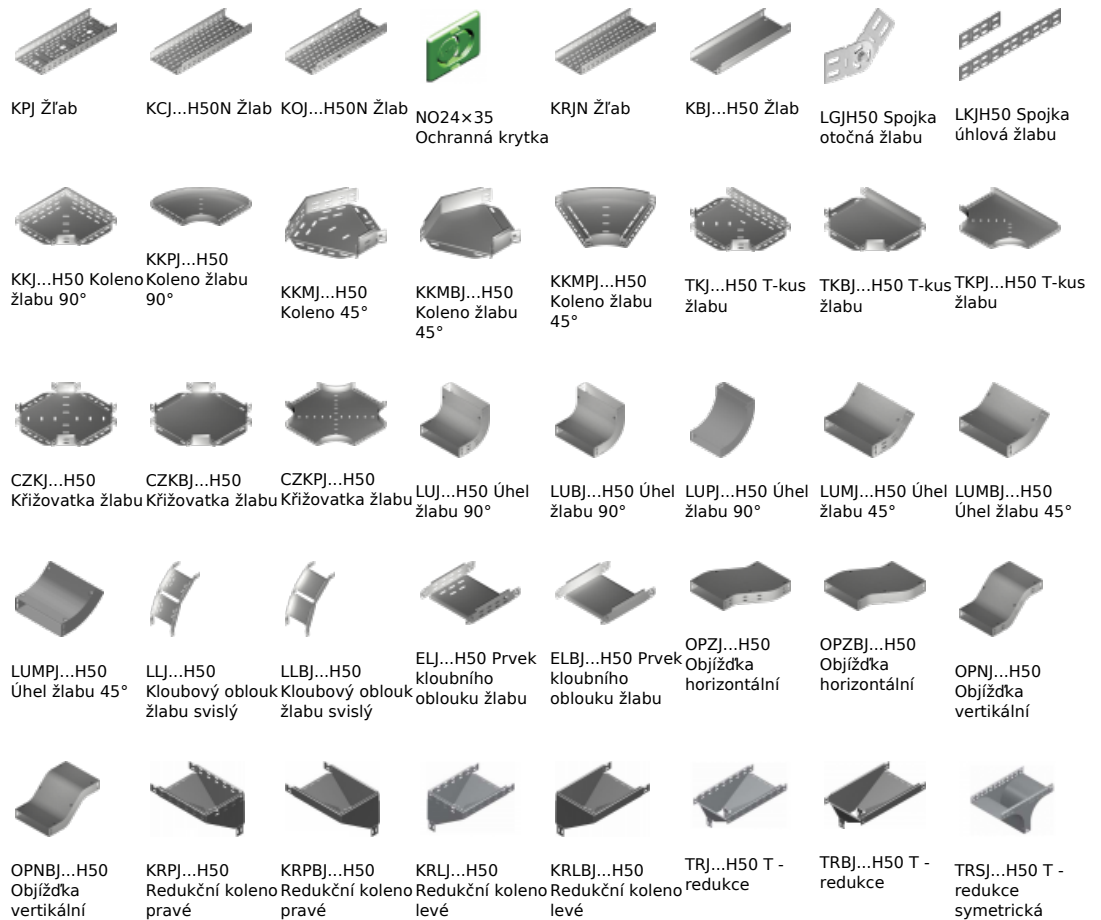 KPJ Žľab
KCJ...H50N Žlab
KOJ...H50N Žlab
NO24×35
Ochranná krytka
KRJN Žľab
KBJ...H50 Žlab
LGJH50 Spojka
otočná žlabu
LKJH50 Spojka
úhlová žlabu
KKJ...H50 Koleno
žlabu 90°
KKPJ...H50
Koleno žlabu
90°
KKMJ...H50
Koleno 45°
KKMBJ...H50
Koleno žlabu
45°
KKMPJ...H50
Koleno žlabu
45°
TKJ...H50 T-kus
žlabu
TKBJ...H50 T-kus
žlabu
TKPJ...H50 T-kus
žlabu
CZKJ...H50
Křižovatka žlabu
CZKBJ...H50
Křižovatka žlabu
CZKPJ...H50
Křižovatka žlabu
LUJ...H50 Úhel
žlabu 90°
LUBJ...H50 Úhel
žlabu 90°
LUPJ...H50 Úhel
žlabu 90°
LUMJ...H50 Úhel
žlabu 45°
LUMBJ...H50
Úhel žlabu 45°
LUMPJ...H50
Úhel žlabu 45°
LLJ...H50
Kloubový oblouk
žlabu svislý
LLBJ...H50
Kloubový oblouk
žlabu svislý
ELJ...H50 Prvek
kloubního
oblouku žlabu
ELBJ...H50 Prvek
kloubního
oblouku žlabu
OPZJ...H50
Objížďka
horizontální
OPZBJ...H50
Objížďka
horizontální
OPNJ...H50
Objížďka
vertikální
OPNBJ...H50
Objížďka
vertikální
KRPJ...H50
Redukční koleno
pravé
KRPBJ...H50
Redukční koleno
pravé
KRLJ...H50
Redukční koleno
levé
KRLBJ...H50
Redukční koleno
levé
TRJ...H50 T -
redukce
TRBJ...H50 T -
redukce
TRSJ...H50 T -
redukce
symetrická